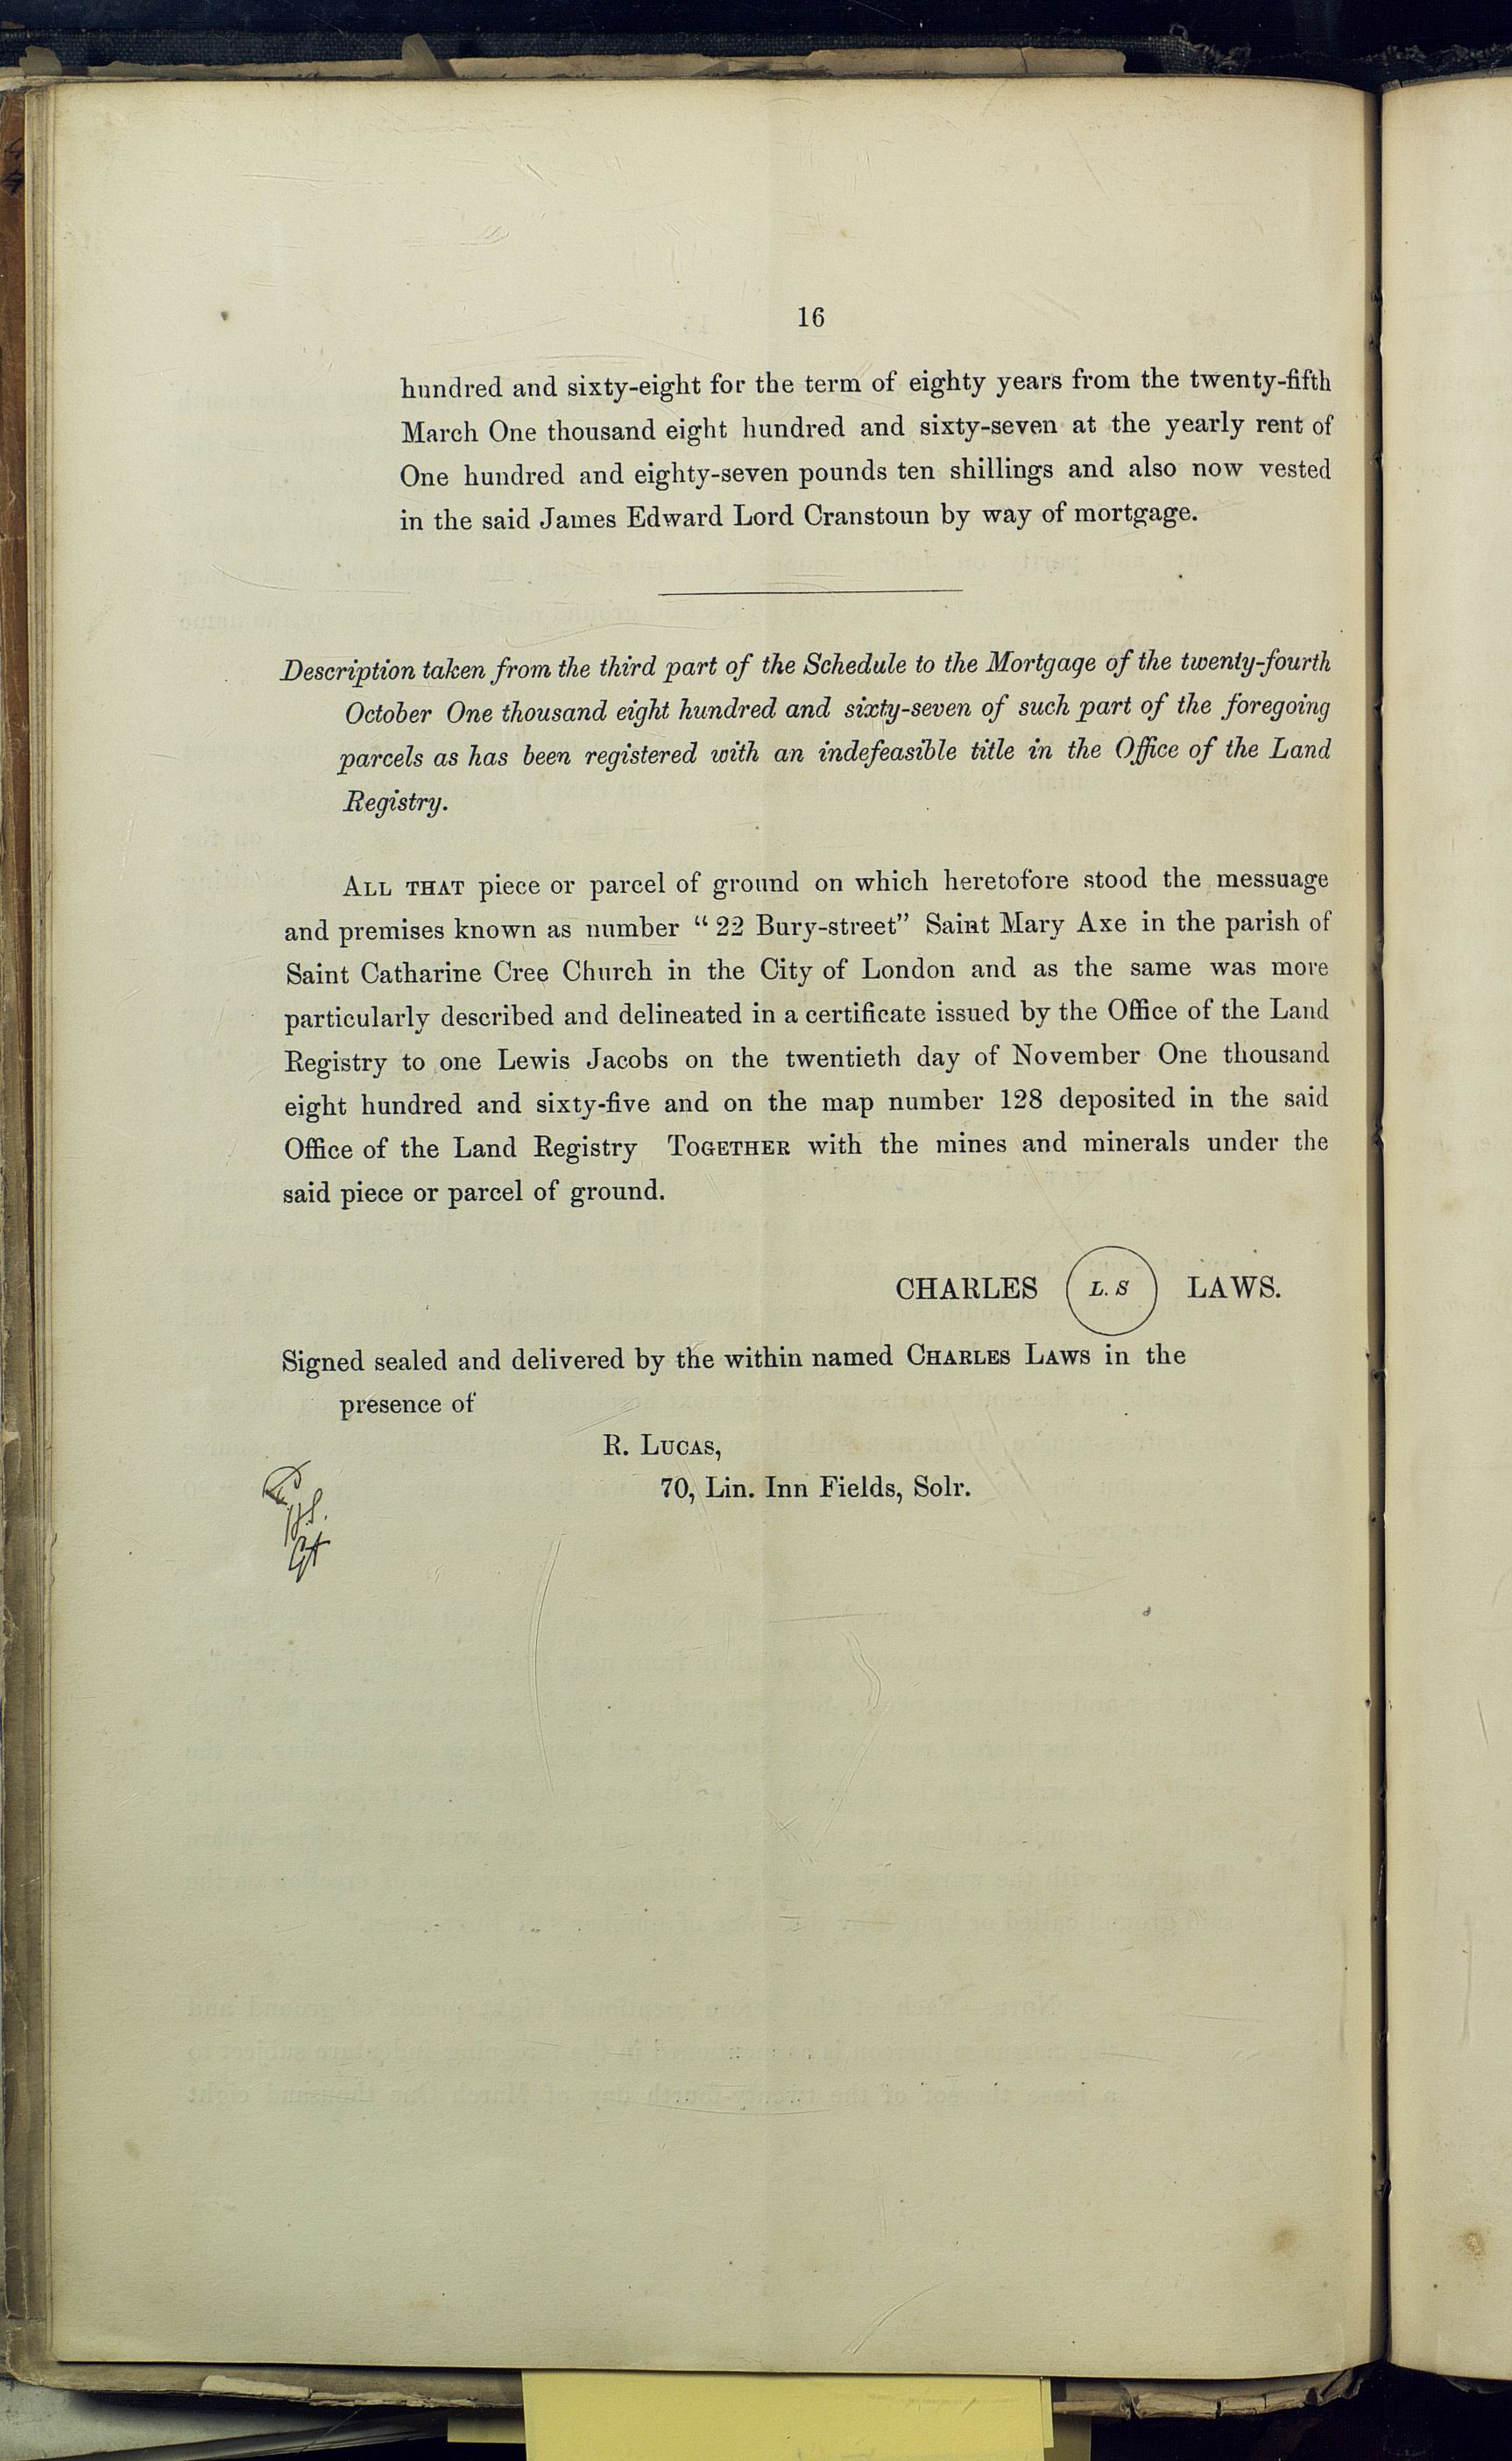 16
hundred and sixty-eight for the term of eighty years from the twenty-fifth
March One thousand eight hundred and sixty-seven at the yearly rent of
One hundred and eighty-seven pounds ten shillings and also now vested
in the said James Edward Lord Cranstoun by way of mortgage.
Description taken from the third part of the Schedule to the Mortgage of the twenty-fourth
October One thousand eight hundred and sixty-seven of such part of the foregoing
parcels as has been registered with an indefeasible title in the Office of the Land
Registry.
ALL THAT piece or parcel of ground on which heretofore stood the messuage
and premises known as number “22 Bury-street” Saint Mary Axe in the parish of
Saint Catharine Cree Church in the City of London and as the same was more
particularly described and delineated in a certificate issued by the Office of the Land
Registry to one Lewis Jacobs on the twentieth day of November One thousand
eight hundred and sixty-five and on the map number 128 deposited in the said
Office of the Land Registry TOGETHER with the mines and minerals under the
said piece or parcel of ground.
CHARLES L. S LAWS.
Signed sealed and delivered by the within named CHARLES LAWS in the
presence of
R. LUCAS,
70, Lin. Inn Fields, Solr.